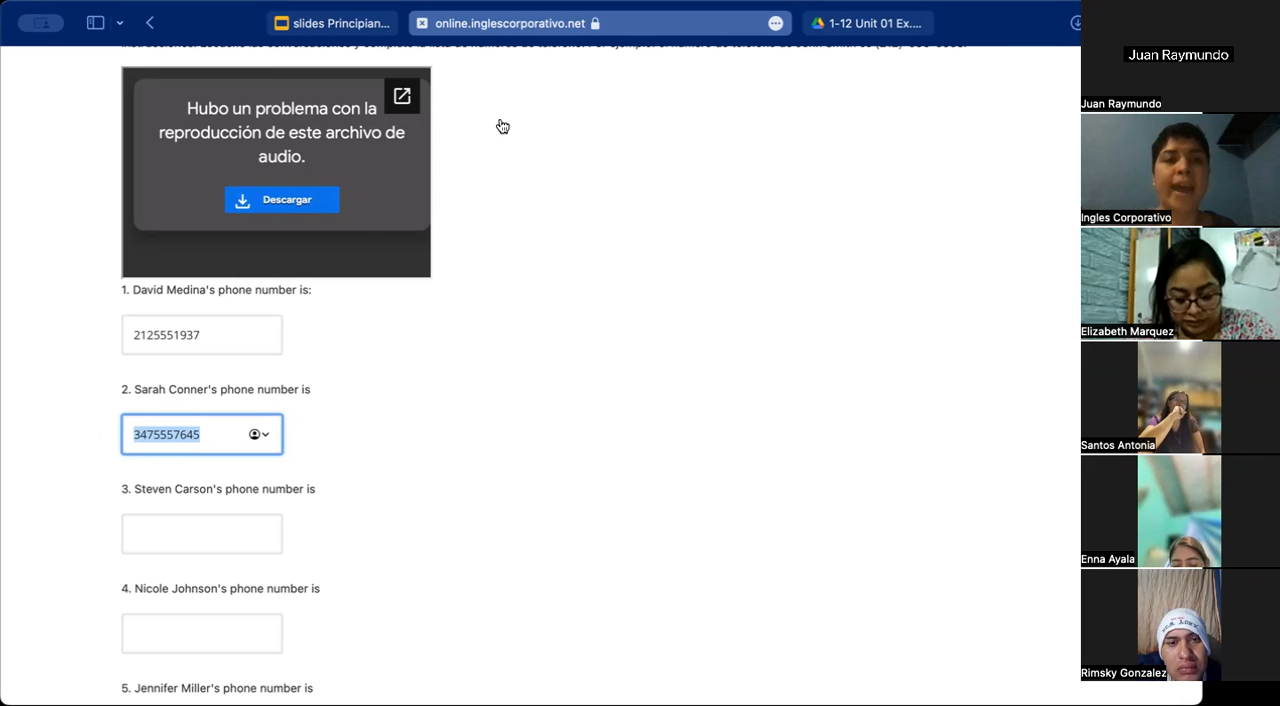 slides Principian...
online.inglescorporativo.net
1-12 Unit 01 Ex....
Hubo un problema con la
reproducción de este archivo de
audio.
Descargar
1. David Medina's phone number is:
2125551937
2. Sarah Conner's phone number is
3475557645
3. Steven Carson's phone number is
4. Nicole Johnson's phone number is
5. Jennifer Miller's phone number is
Juan Raymundo
Juan Raymundo
Ingles Corporativo
Elizabeth Marquez
Santos Antonia
Enna Ayala
Rimsky Gonzalez